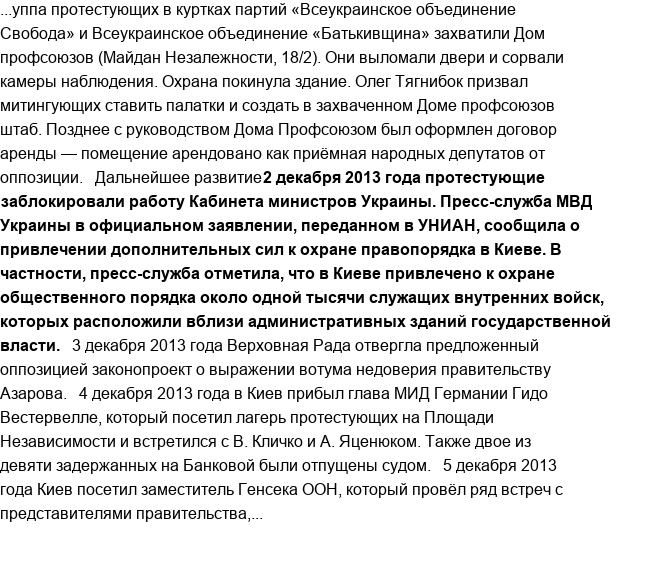 ...уппа протестующих в куртках партий «Всеукраинское объединение
Свобода» и Всеукраинское объединение «Батькивщина» захватили Дом
профсоюзов (Майдан Незалежности, 18/2). Они выломали двери и сорвали
камеры наблюдения. Охрана покинула здание. Олег Тягнибок призвал
митингующих ставить палатки и создать в захваченном Доме профсоюзов
штаб. Позднее с руководством Дома Профсоюзом был оформлен договор
аренды — помещение арендовано как приёмная народных депутатов от
оппозиции. Дальнейшее развитие2 декабря 2013 года протестующие
заблокировали работу Кабинета министров Украины. Пресс-служба МВД
Украины в официальном заявлении, переданном в УНИАН, сообщила о
привлечении дополнительных сил к охране правопорядка в Киеве. В
частности, пресс-служба отметила, что в Киеве привлечено к охране
общественного порядка около одной тысячи служащих внутренних войск,
которых расположили вблизи административных зданий государственной
власти. 3 декабря 2013 года Верховная Рада отвергла предложенный
оппозицией законопроект о выражении вотума недоверия правительству
Азарова. 4 декабря 2013 года в Киев прибыл глава МИД Германии Гидо
Вестервелле, который посетил лагерь протестующих на Площади
Независимости и встретился с В. Кличко и А. Яценюком. Также двое из
девяти задержанных на Банковой были отпущены судом. 5 декабря 2013
года Киев посетил заместитель Генсека ООН, который провёл ряд встреч с
представителями правительства,...